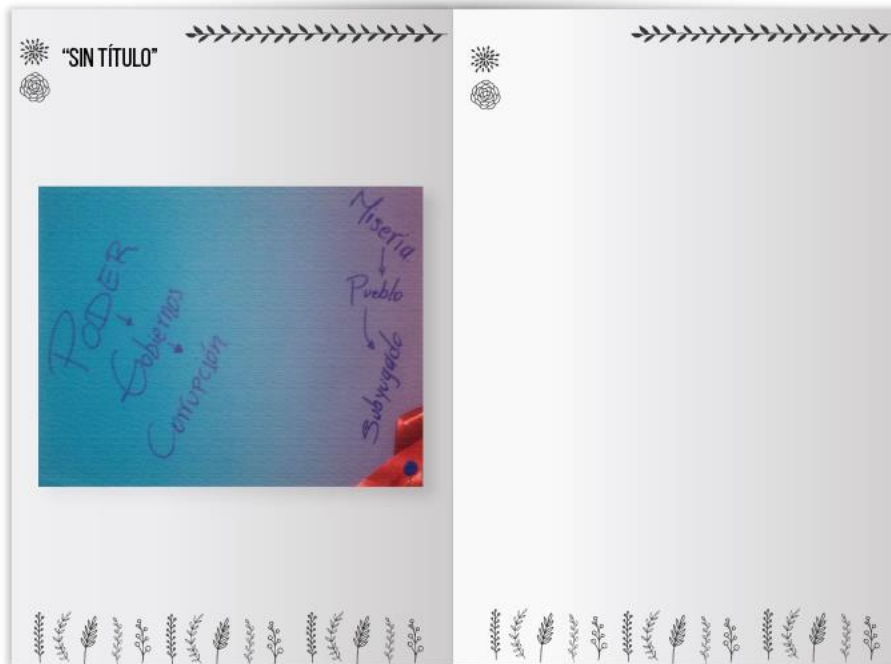 “SIN TÍTULO”
PODER
Gobiernos
Corrupción
Miseria
Pueblo
Subyugado